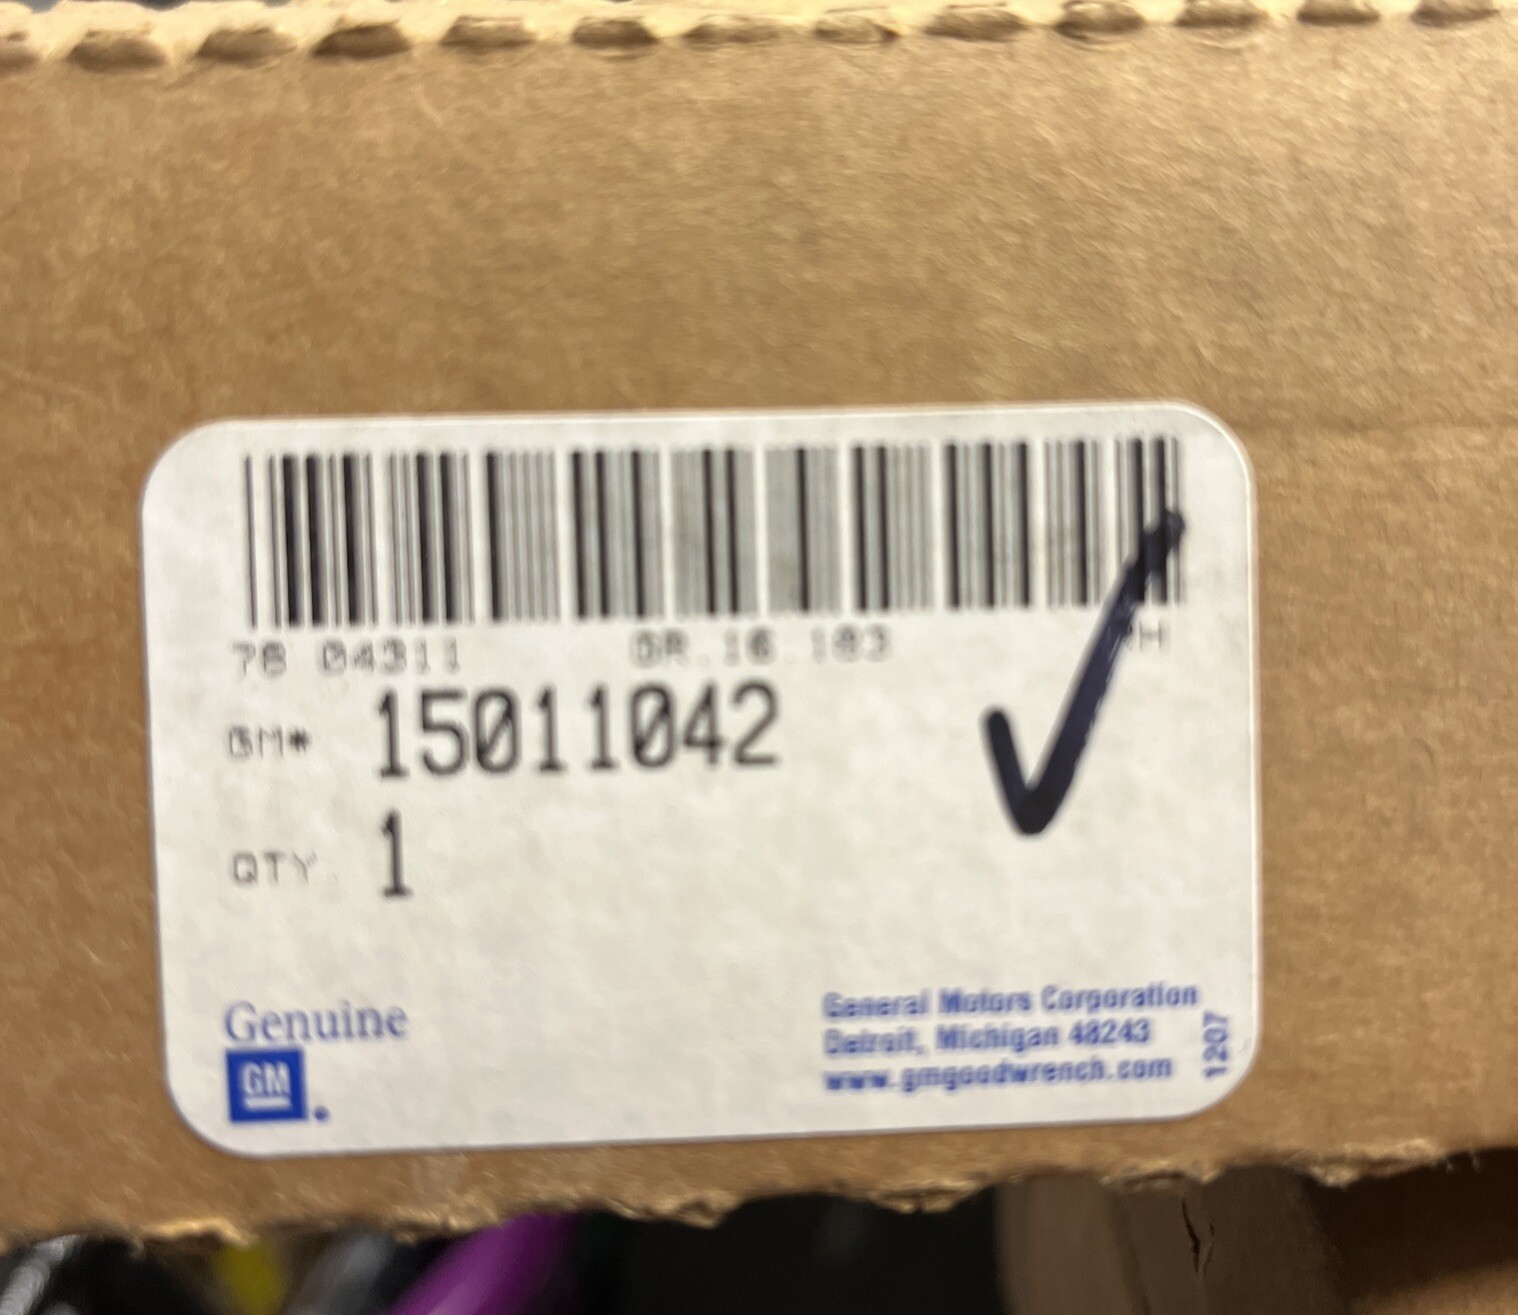 78 04311 GR.16.183
GM* 15011042
QTY. 1
Genuine
GM
General Motors Corporation
Detroit, Michigan 48243
www.gmgoodwrench.com
1207